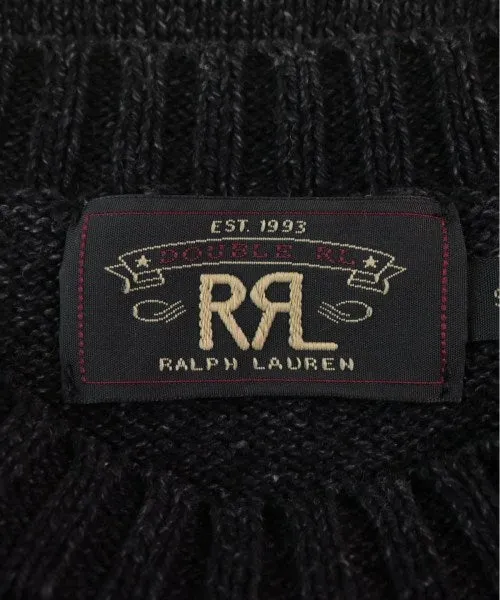 EST. 1993
DOUBLE RL
RRL
RALPH LAUREN